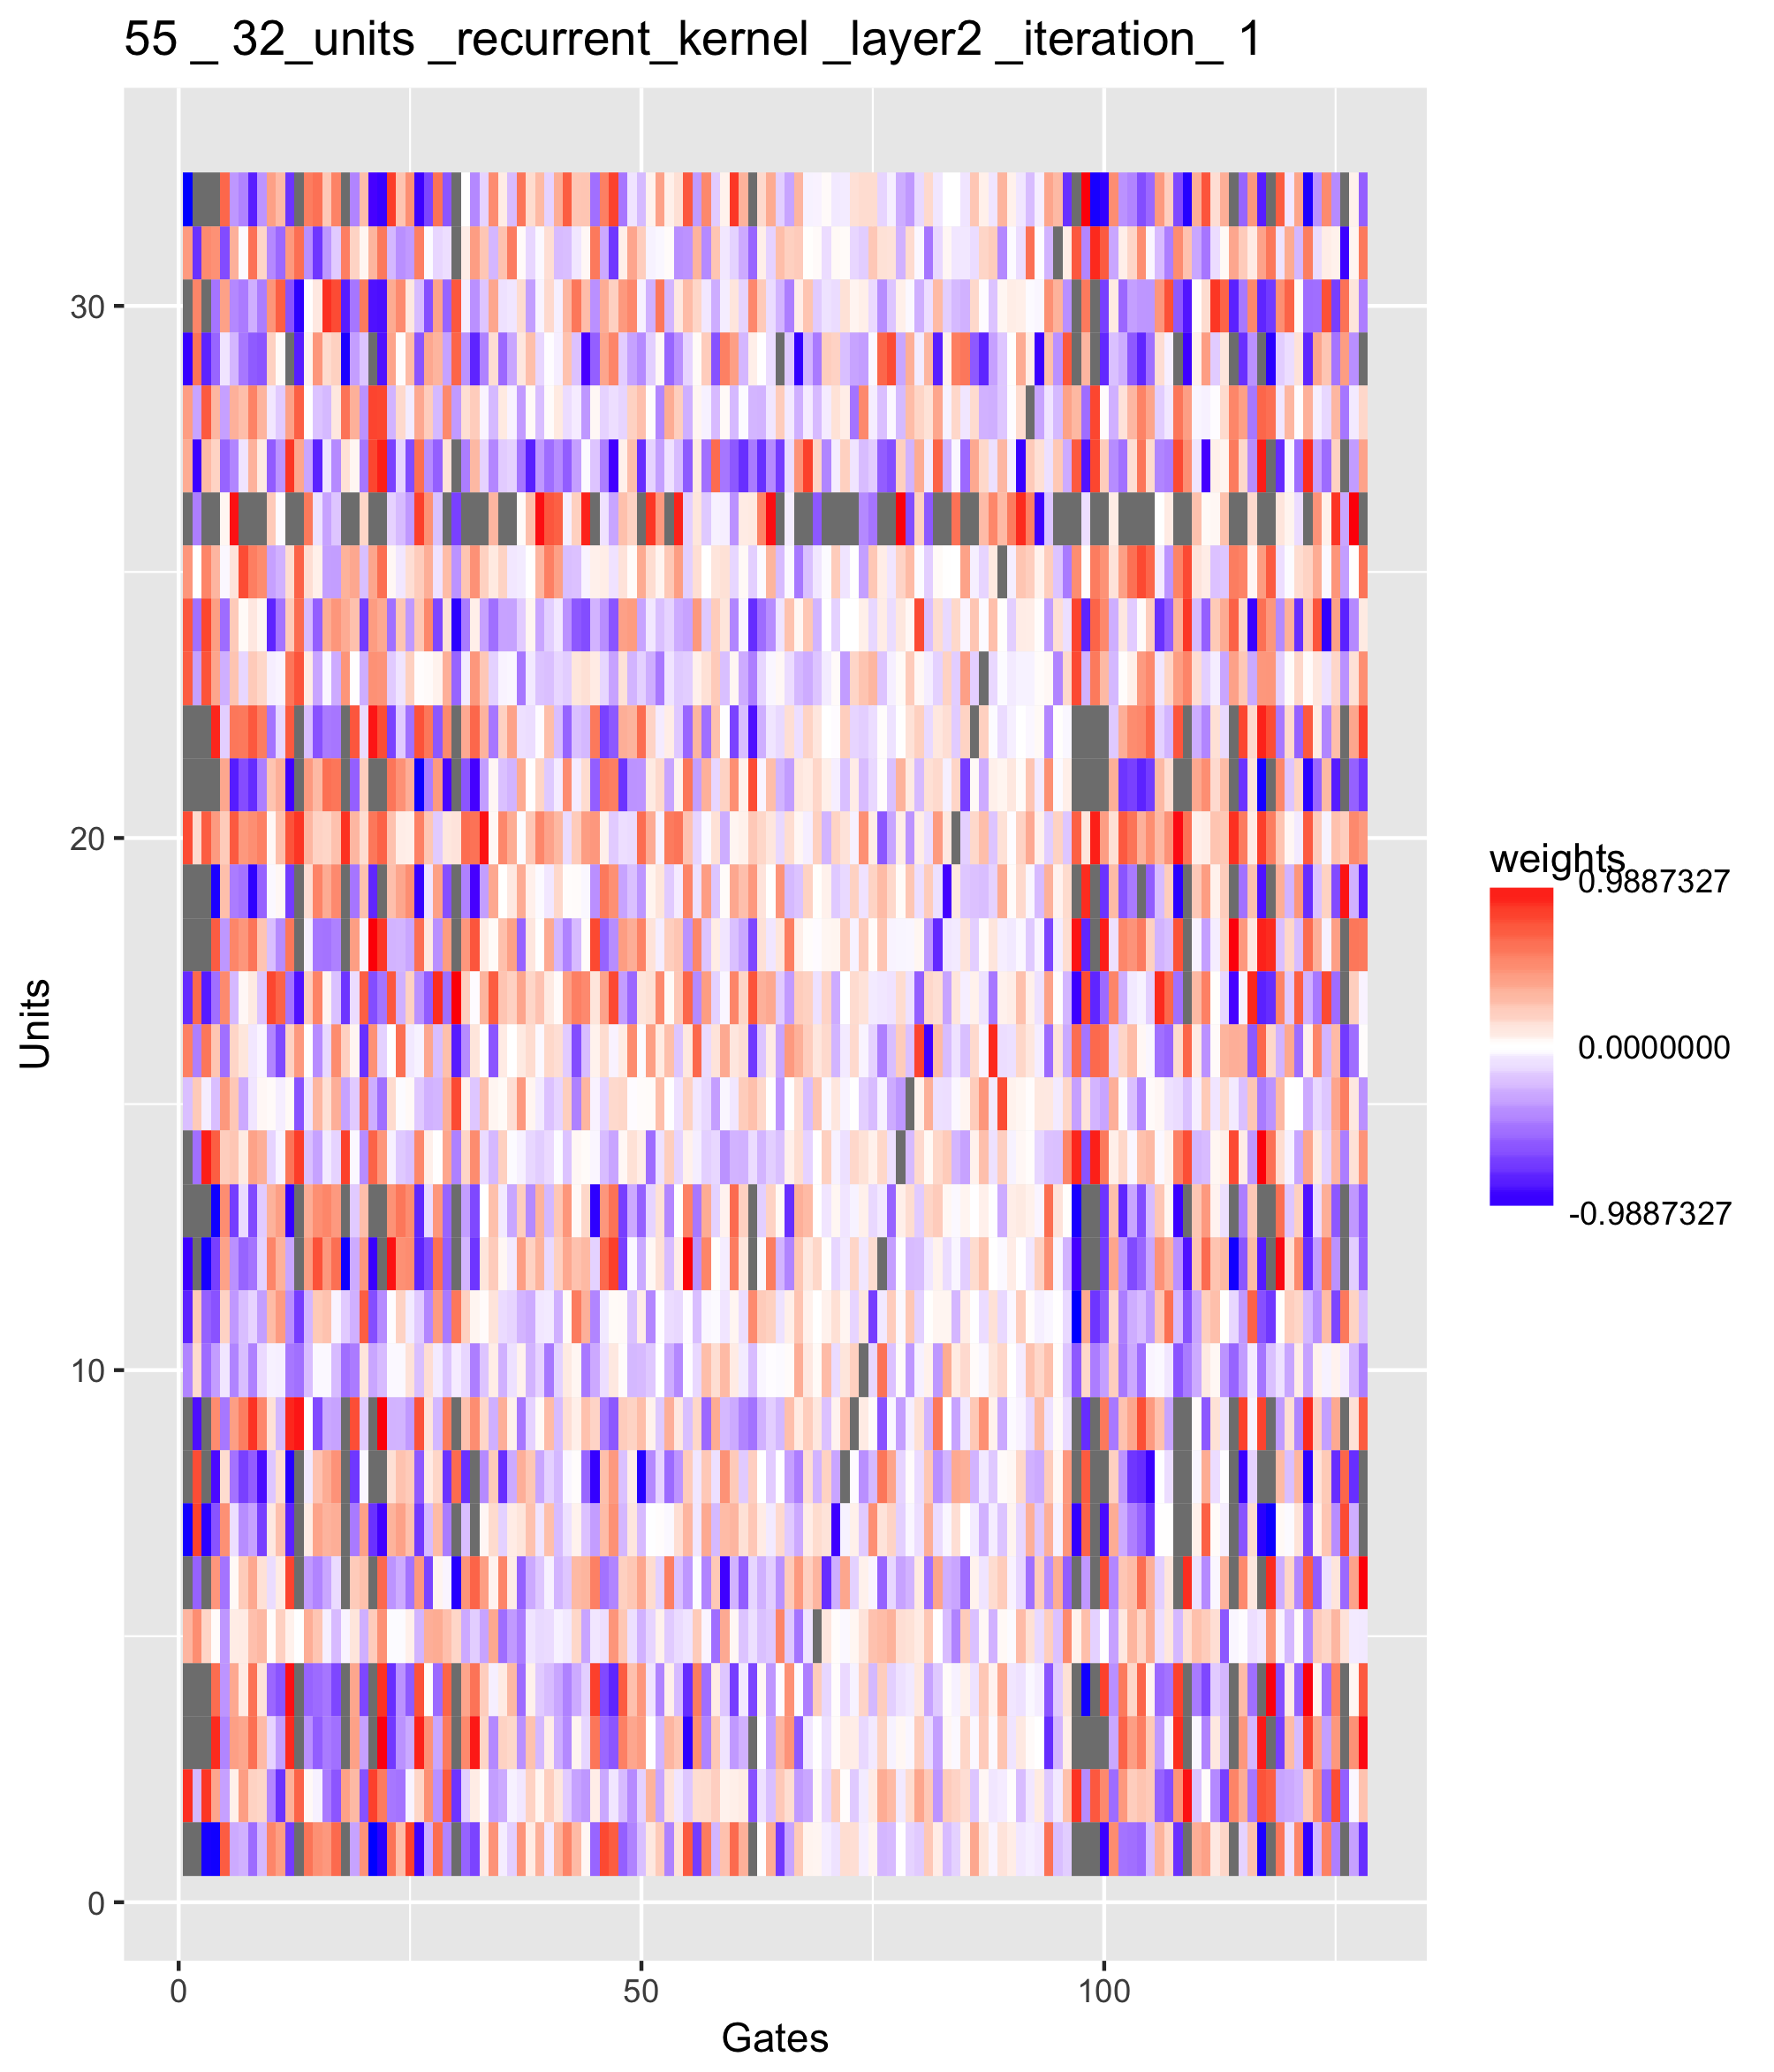 55 _ 32_units _recurrent_kernel _layer2 _iteration_ 1
Units
30
20
10
0
0
50
100
Gates
weights
0.9887327
0.0000000
-0.9887327